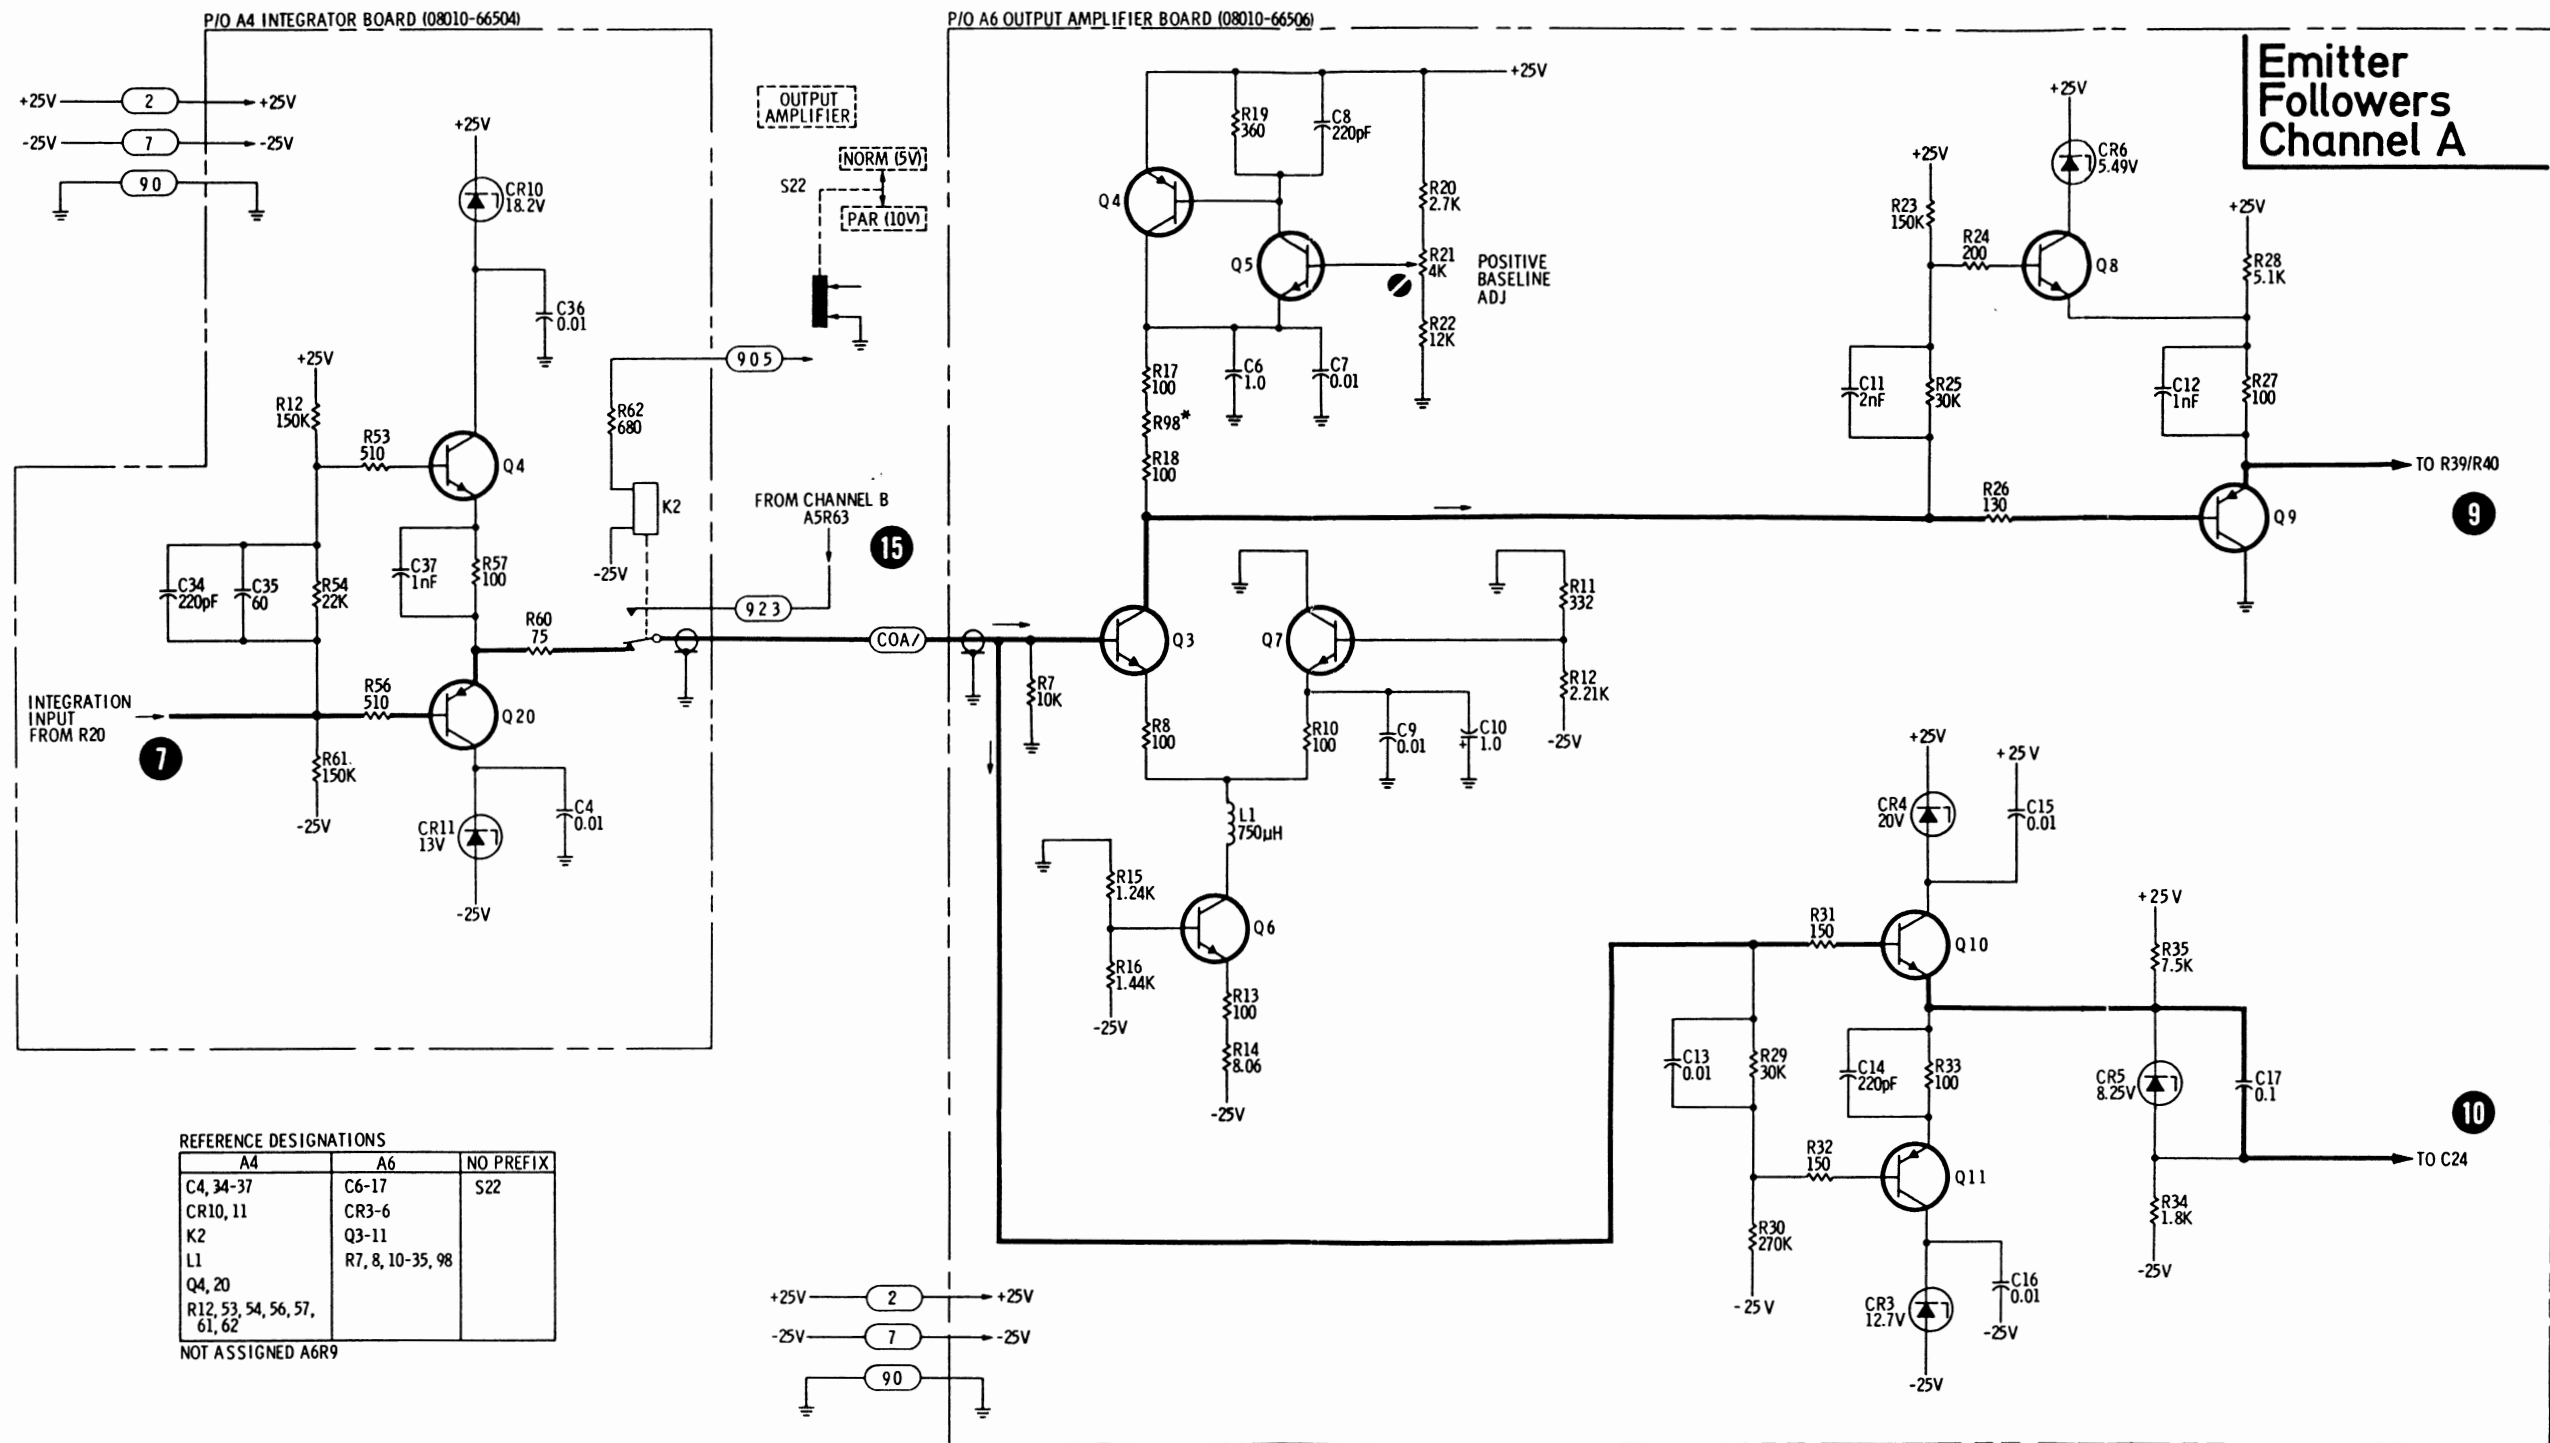 P/O A4 INTEGRATOR BOARD (08010-66504)
P/O A6 OUTPUT AMPLIFIER BOARD (08010-66506)
Emitter
Followers
Channel A
+25V
2
+25V
-25V
7
-25V
90
+25V
CR10
18.2V
C36
0.01
+25V
R12
150K
R53
510
Q4
C34
220pF
C35
60
R54
22K
C37
1nF
R57
100
R60
75
INTEGRATION
INPUT
FROM R20
7
R56
510
Q20
R61.
150K
-25V
CR11
13V
C4
0.01
-25V
OUTPUT
AMPLIFIER
NORM (5V)
S22
PAR (10V)
905
R62
680
K2
-25V
FROM CHANNEL B
A5R63
15
923
COA/
+25V
R19
360
C8
220pF
Q4
R20
2.7K
Q5
R21
4K
POSITIVE
BASELINE
ADJ
R22
12K
R17
100
C6
1.0
C7
0.01
R98*
R18
100
Q3
Q7
R11
332
R12
2.21K
-25V
R7
10K
R8
100
R10
100
C9
0.01
C10
+
1.0
L1
750µH
R15
1.24K
Q6
R16
1.44K
-25V
R13
100
R14
8.06
-25V
+25V
CR6
5.49V
+25V
R23
150K
R24
200
Q8
+25V
R28
5.1K
C11
2nF
R25
30K
C12
1nF
R27
100
TO R39/R40
9
R26
130
Q9
+25V
CR4
20V
+25V
C15
0.01
R31
150
Q10
+25V
R35
7.5K
C13
0.01
R29
30K
C14
220pF
R33
100
CR5
8.25V
C17
0.1
10
R32
150
Q11
TO C24
R30
270K
-25V
R34
1.8K
-25V
CR3
12.7V
C16
0.01
-25V
-25V
REFERENCE DESIGNATIONS
A4
A6
NO PREFIX
C4, 34-37
C6-17
S22
CR10, 11
CR3-6
K2
Q3-11
L1
R7, 8, 10-35, 98
Q4, 20
R12, 53, 54, 56, 57,
61, 62
NOT ASSIGNED A6R9
+25V
2
+25V
-25V
7
-25V
90